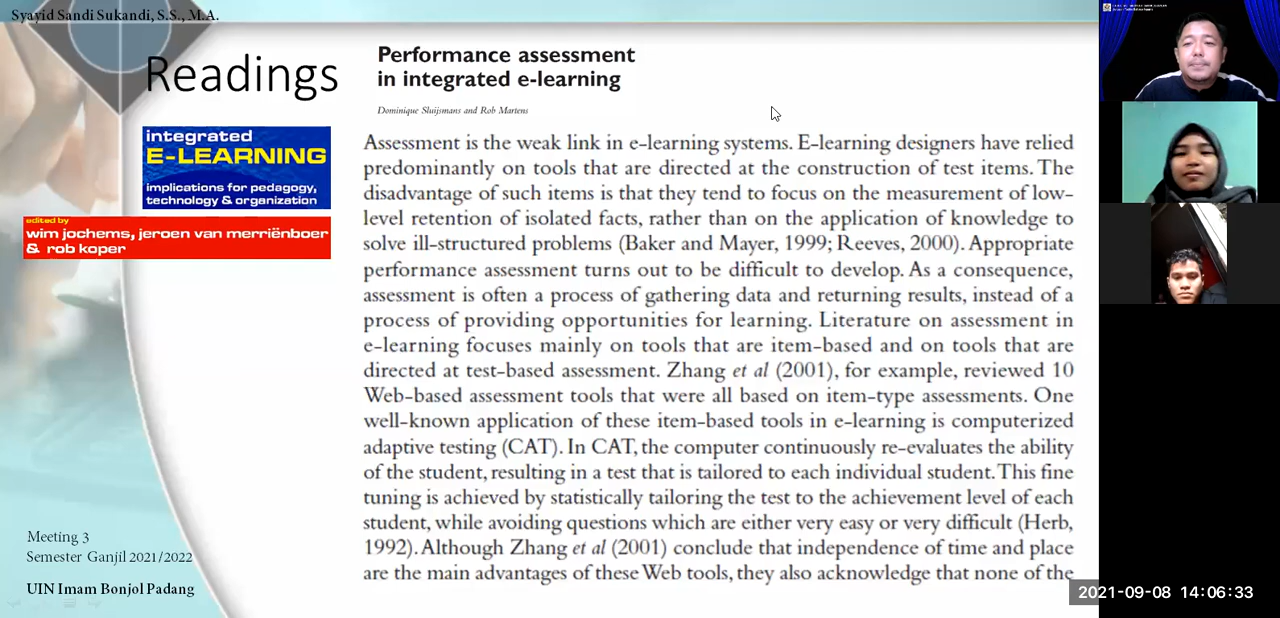 Syayid Sandi Sukandi, S.S., M.A.
Readings
integrated
E-LEARNING
implications for pedagogy,
technology & organization
edited by
wim jochems, jeroen van merriënboer
& rob koper
Performance assessment
in integrated e-learning
Dominique Sluijsmans and Rob Martens
Assessment is the weak link in e-learning systems. E-learning designers have relied
predominantly on tools that are directed at the construction of test items. The
disadvantage of such items is that they tend to focus on the measurement of low-
level retention of isolated facts, rather than on the application of knowledge to
solve ill-structured problems (Baker and Mayer, 1999; Reeves, 2000). Appropriate
performance assessment turns out to be difficult to develop. As a consequence,
assessment is often a process of gathering data and returning results, instead of a
process of providing opportunities for learning. Literature on assessment in
e-learning focuses mainly on tools that are item-based and on tools that are
directed at test-based assessment. Zhang et al (2001), for example, reviewed 10
Web-based assessment tools that were all based on item-type assessments. One
well-known application of these item-based tools in e-learning is computerized
adaptive testing (CAT). In CAT, the computer continuously re-evaluates the ability
of the student, resulting in a test that is tailored to each individual student. This fine
tuning is achieved by statistically tailoring the test to the achievement level of each
student, while avoiding questions which are either very easy or very difficult (Herb,
1992). Although Zhang et al (2001) conclude that independence of time and place
are the main advantages of these Web tools, they also acknowledge that none of the
Meeting 3
Semester Ganjil 2021/2022
UIN Imam Bonjol Padang
2021-09-08 14:06:33